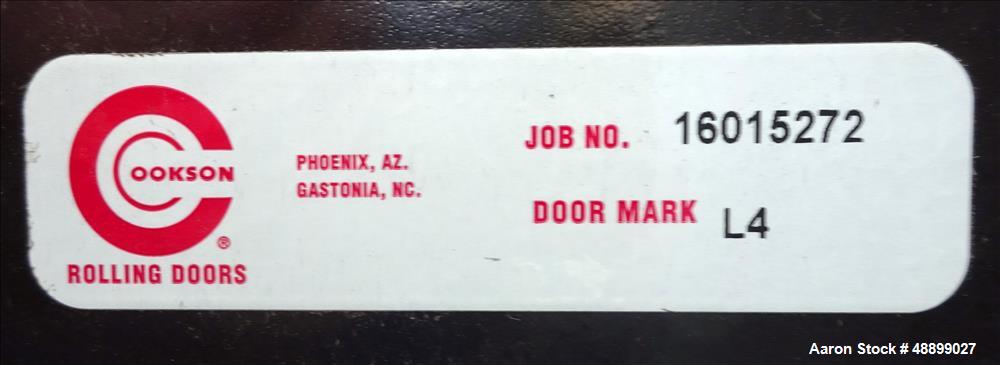 COOKSON
®
ROLLING DOORS
PHOENIX, AZ.
GASTONIA, NC.
JOB NO. 16015272
DOOR MARK L4
Aaron Stock # 48899027